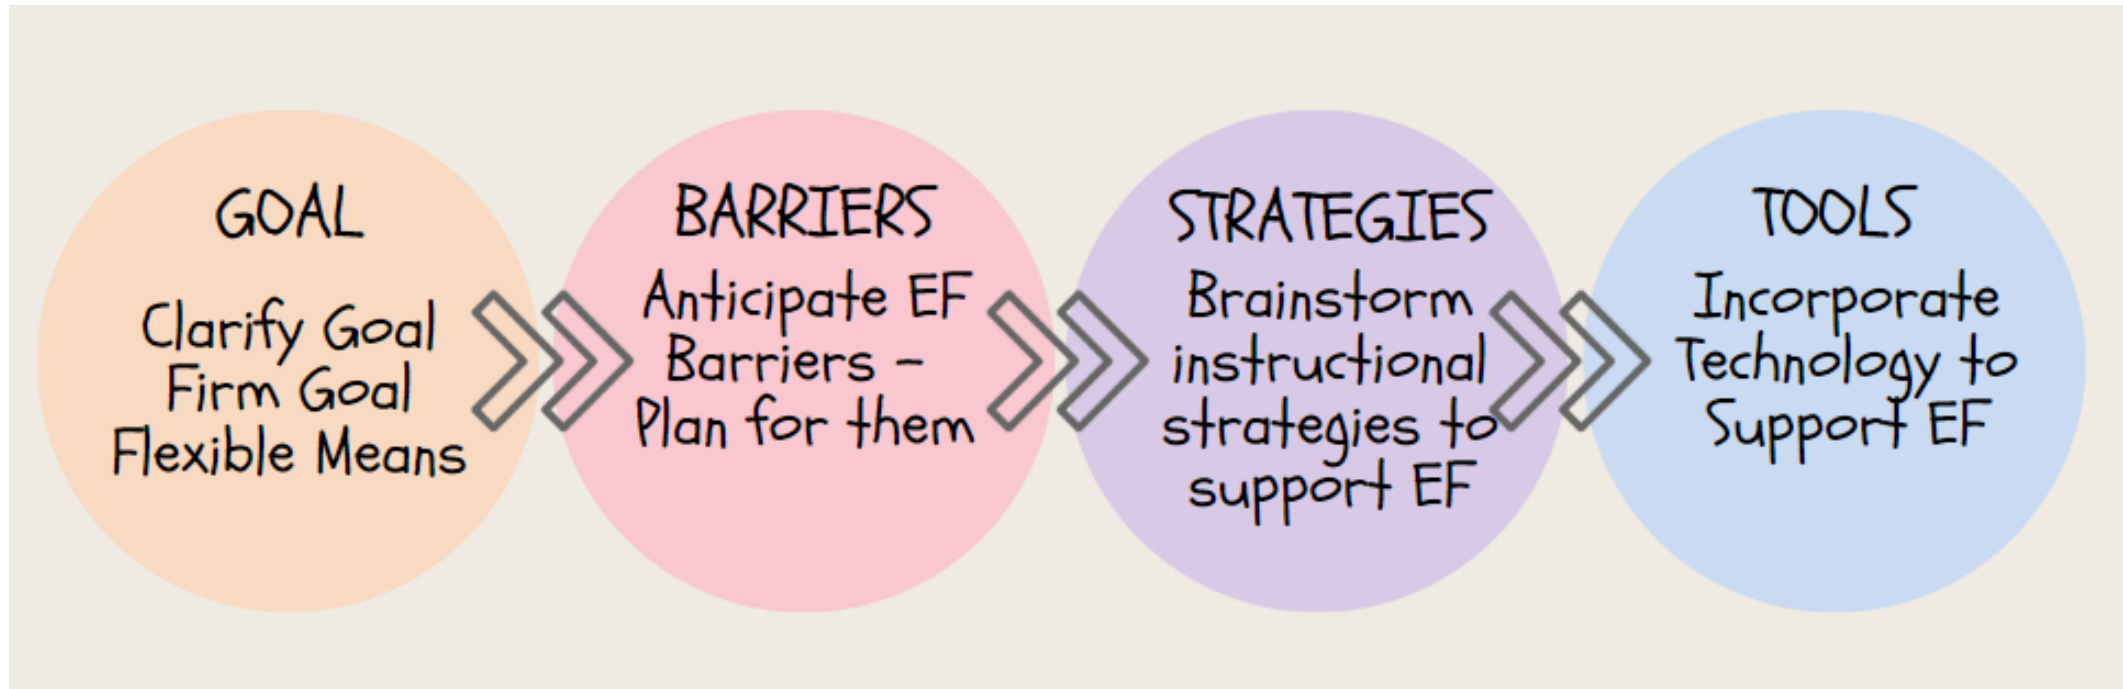 GOAL
Clarify Goal
Firm Goal
Flexible Means
BARRIERS
Anticipate EF
Barriers -
Plan for them
STRATEGIES
Brainstorm
instructional
strategies to
support EF
TOOLS
Incorporate
Technology to
Support EF